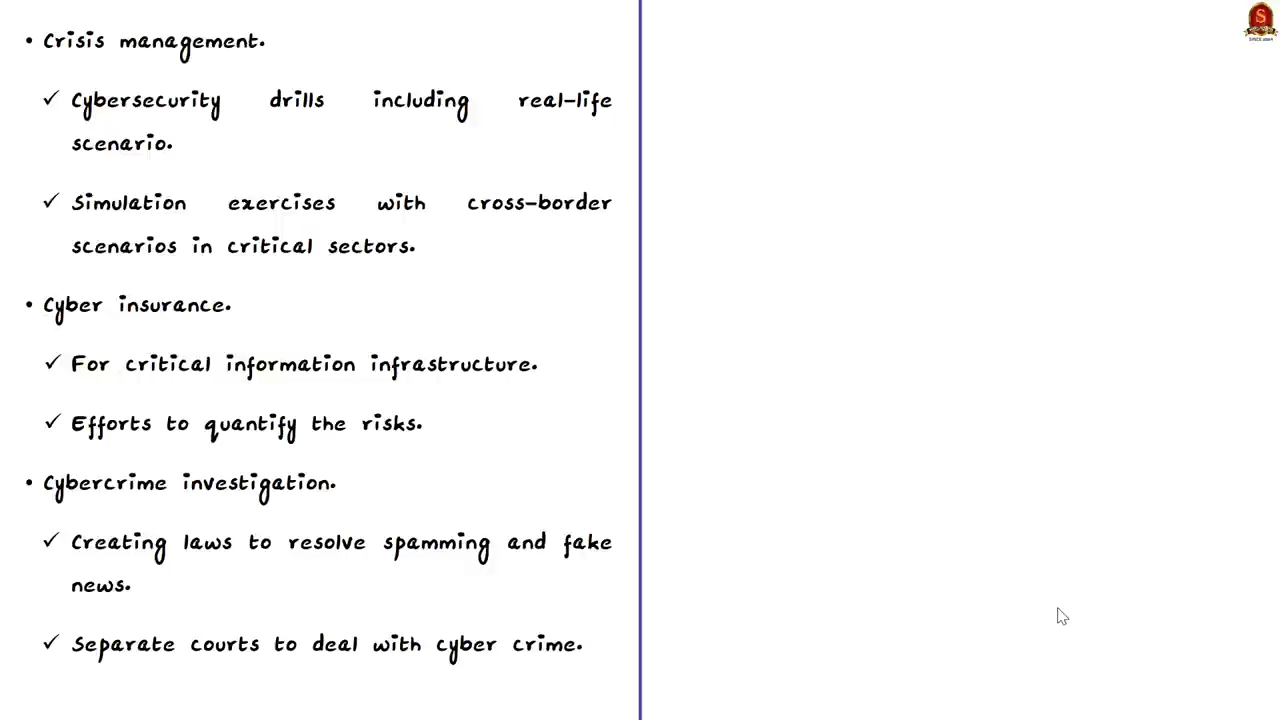 • Crisis management.
✓ Cybersecurity drills including real-life
scenario.
✓ Simulation exercises with cross-border
scenarios in critical sectors.
• Cyber insurance.
✓ For critical information infrastructure.
✓ Efforts to quantify the risks.
• Cybercrime investigation.
✓ Creating laws to resolve spamming and fake
news.
✓ Separate courts to deal with cyber crime.
S